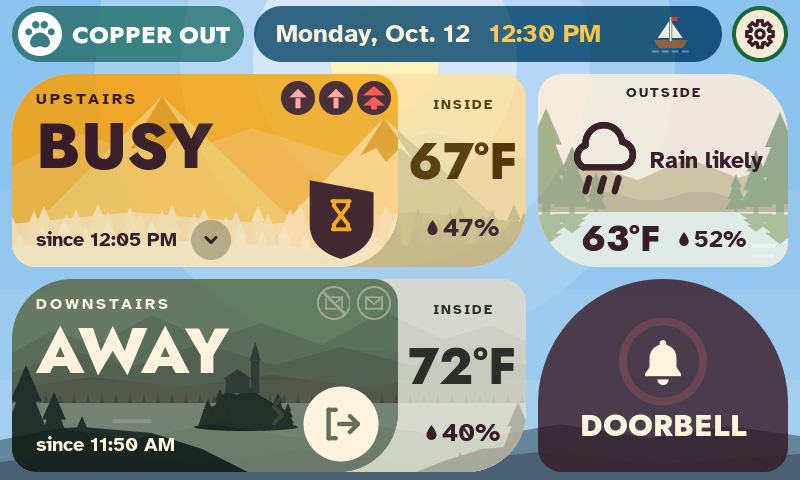 COPPER OUT
Monday, Oct. 12 12:30 PM
UPSTAIRS
BUSY
since 12:05 PM
INSIDE
67°F
47%
OUTSIDE
Rain likely
63°F 52%
DOWNSTAIRS
AWAY
since 11:50 AM
INSIDE
72°F
40%
DOORBELL